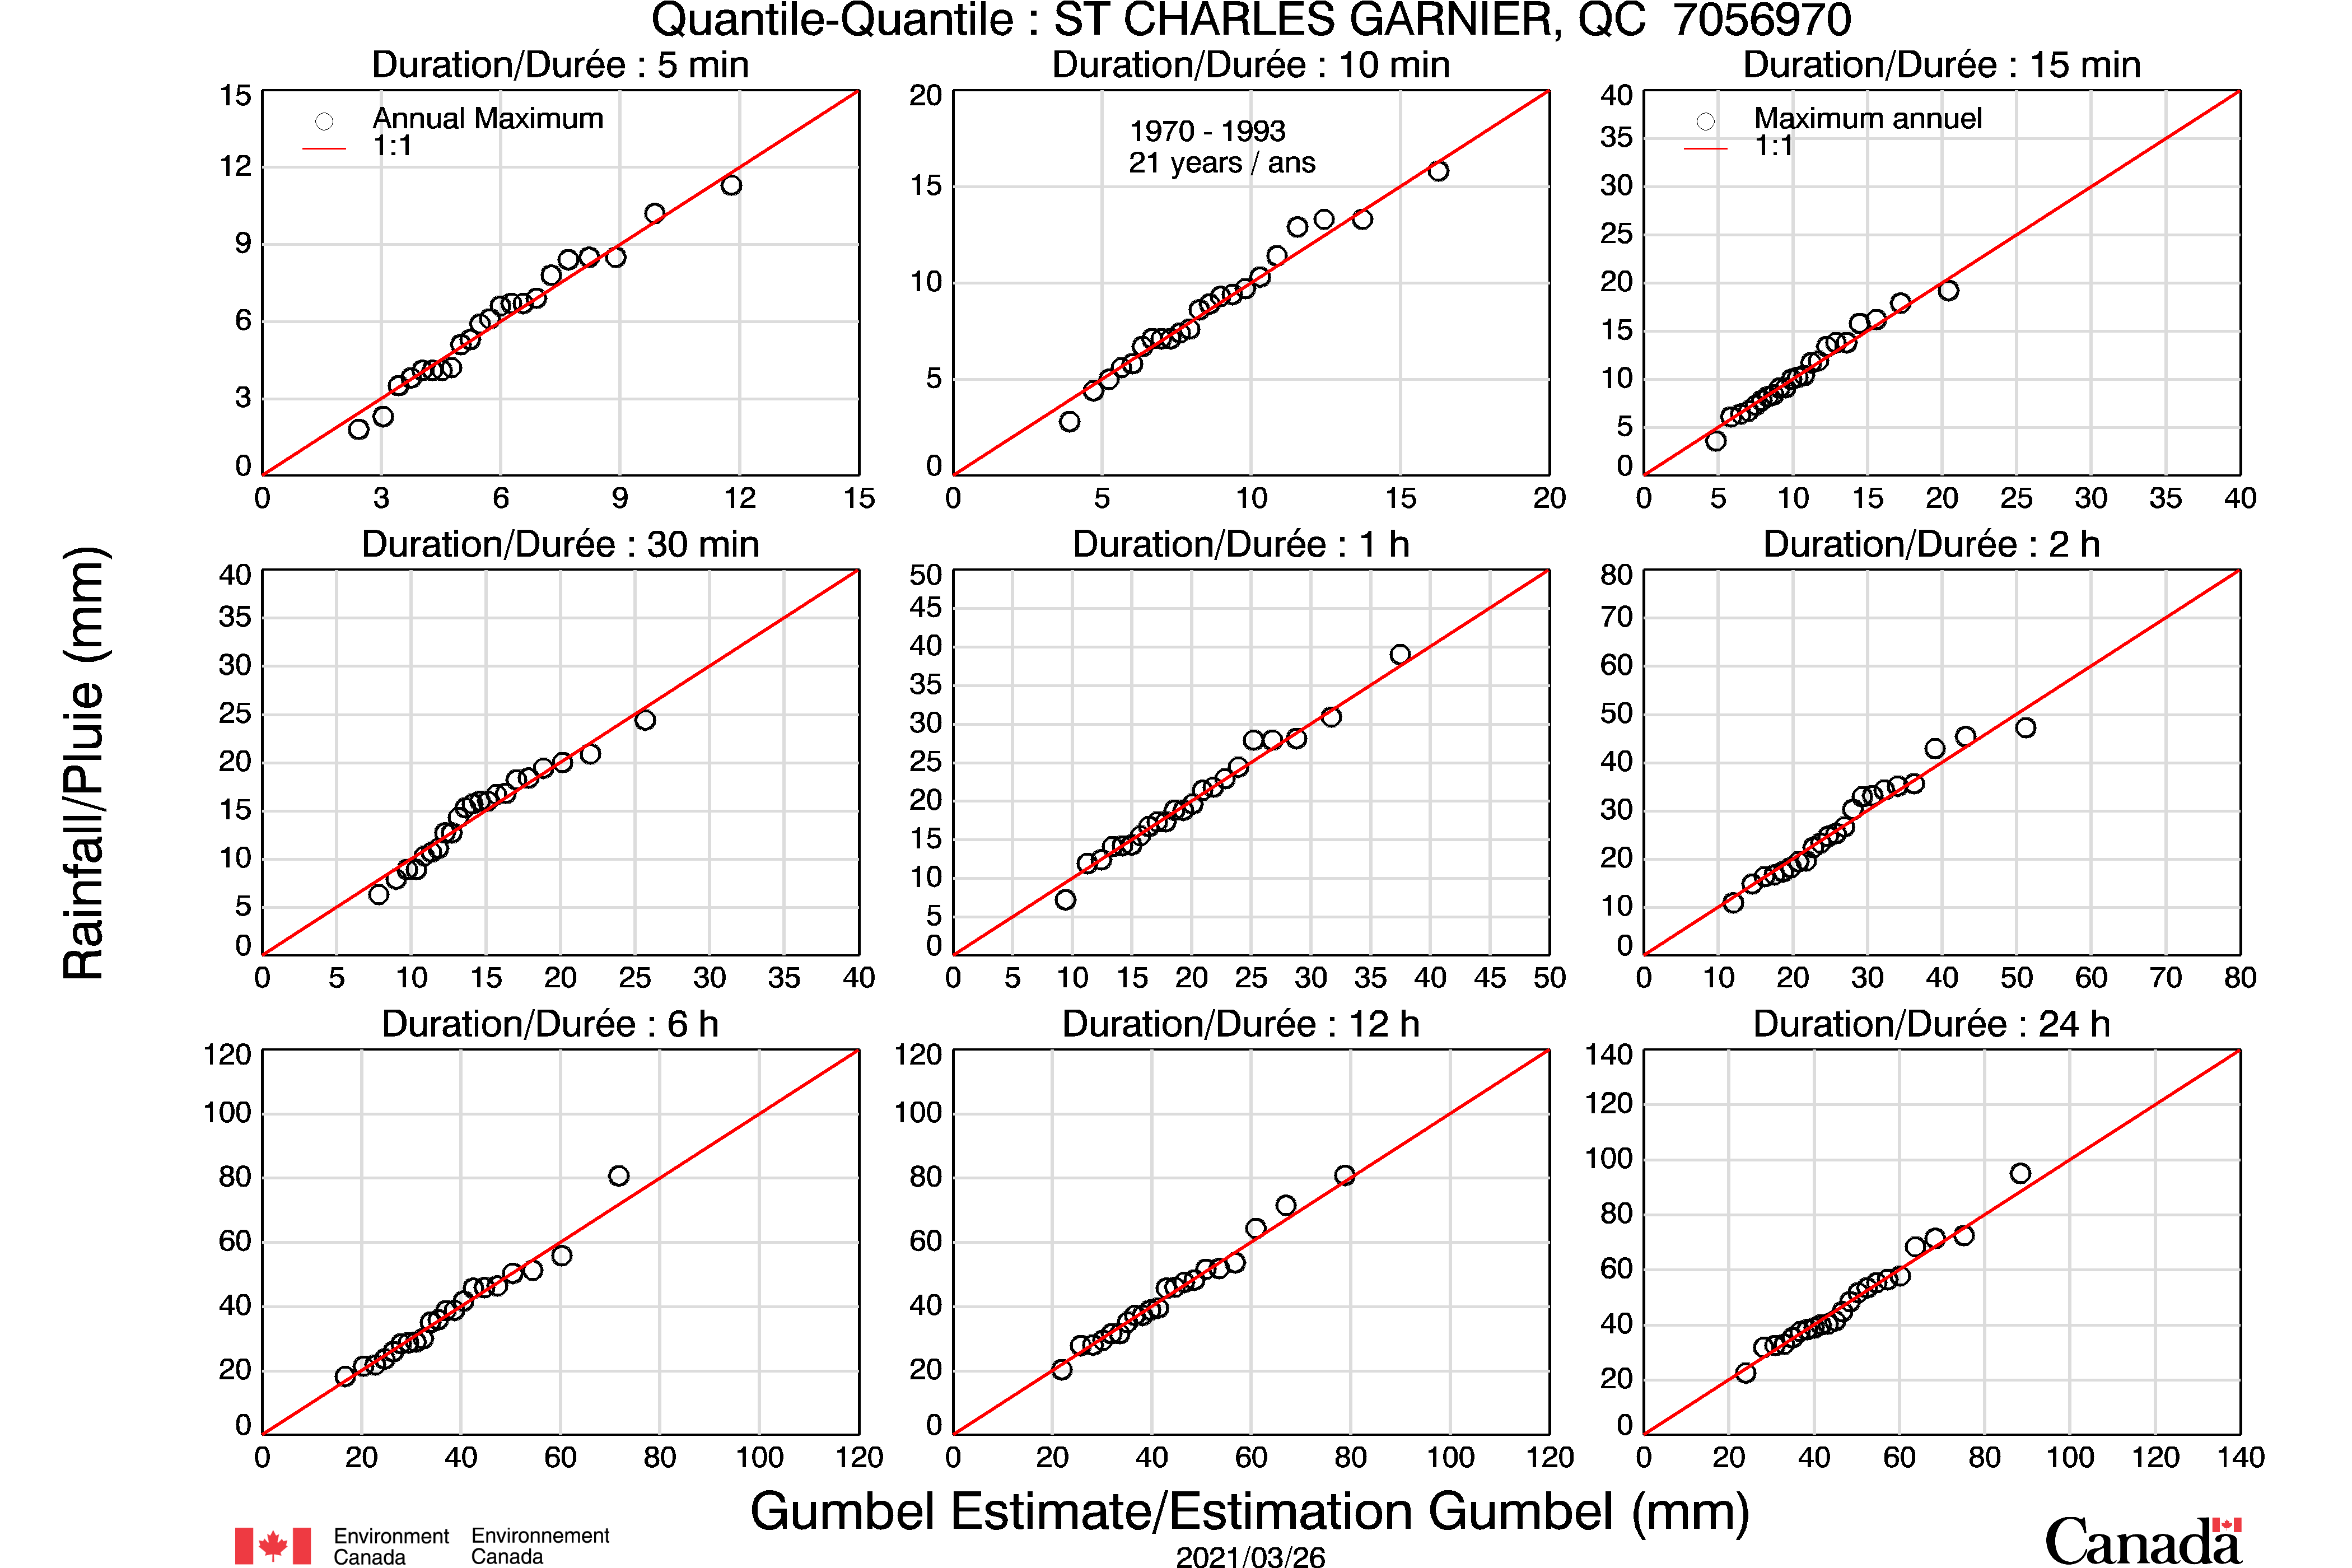 Quantile-Quantile : ST CHARLES GARNIER, QC 7056970
Duration/Durée : 5 min
15
12
9
6
3
0
0 3 6 9 12 15
Annual Maximum
1:1
Duration/Durée : 10 min
20
15
10
5
0
0 5 10 15 20
1970 - 1993
21 years / ans
Duration/Durée : 15 min
40
35
30
25
20
15
10
5
0
0 5 10 15 20 25 30 35 40
Maximum annuel
1:1
Rainfall/Pluie (mm)
Duration/Durée : 30 min
40
35
30
25
20
15
10
5
0
0 5 10 15 20 25 30 35 40
Duration/Durée : 1 h
50
45
40
35
30
25
20
15
10
5
0
0 5 10 15 20 25 30 35 40 45 50
Duration/Durée : 2 h
80
70
60
50
40
30
20
10
0
0 10 20 30 40 50 60 70 80
Duration/Durée : 6 h
120
100
80
60
40
20
0
0 20 40 60 80 100 120
Duration/Durée : 12 h
120
100
80
60
40
20
0
0 20 40 60 80 100 120
Duration/Durée : 24 h
140
120
100
80
60
40
20
0
0 20 40 60 80 100 120 140
Gumbel Estimate/Estimation Gumbel (mm)
Environment Environnement
Canada Canada
2021/03/26
Canada